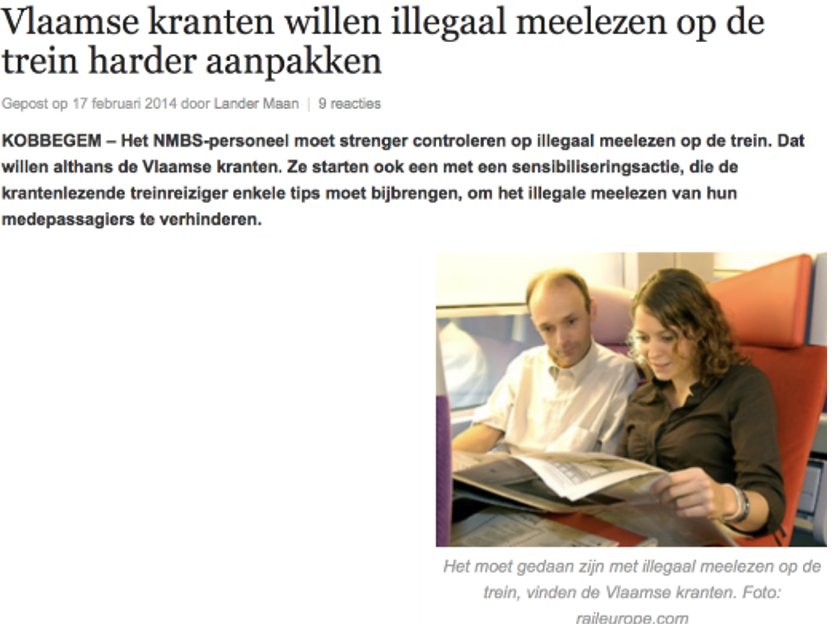 Vlaamse kranten willen illegaal meelezen op de
trein harder aanpakken
Gepost op 17 februari 2014 door Lander Maan | 9 reacties
KOBBEGEM – Het NMBS-personeel moet strenger controleren op illegaal meelezen op de trein. Dat
willen althans de Vlaamse kranten. Ze starten ook een met een sensibiliseringsactie, die de
krantenlezende treinreiziger enkele tips moet bijbrengen, om het illegale meelezen van hun
medepassagiers te verhinderen.
Het moet gedaan zijn met illegaal meelezen op de
trein, vinden de Vlaamse kranten. Foto:
raileurope.com